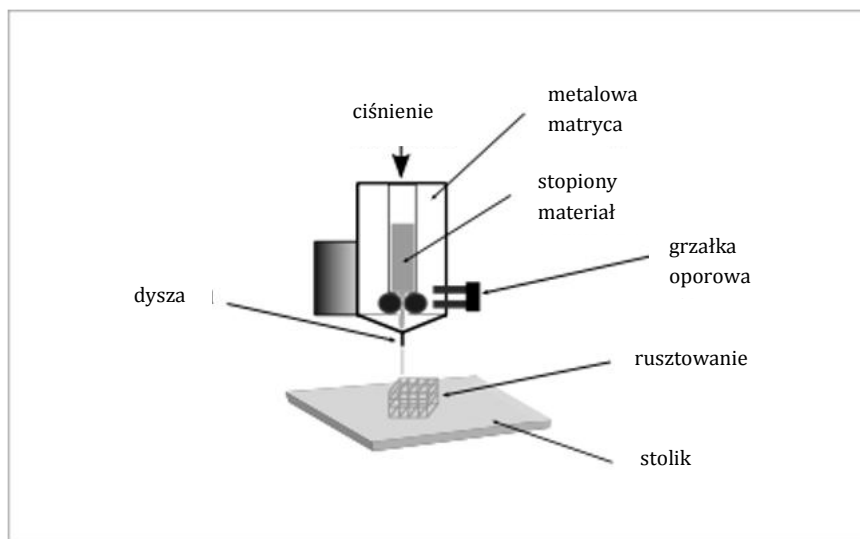 metalowa
matryca
ciśnienie
stopiony
materiał
grzałka
oporowa
dysza
rusztowanie
stolik